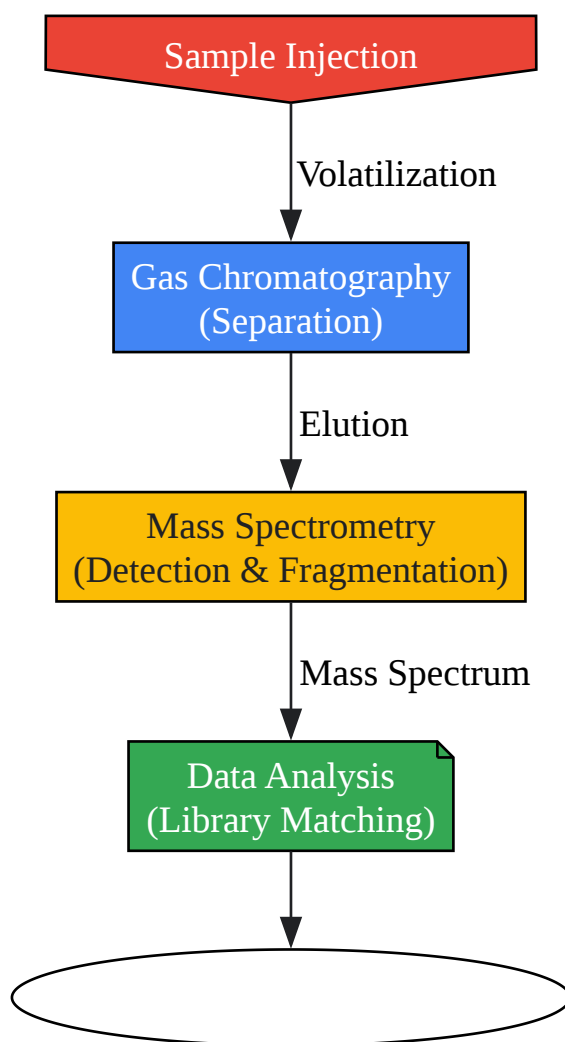 Sample Injection
Volatilization
Gas Chromatography
(Separation)
Elution
Mass Spectrometry
(Detection & Fragmentation)
Mass Spectrum
Data Analysis
(Library Matching)